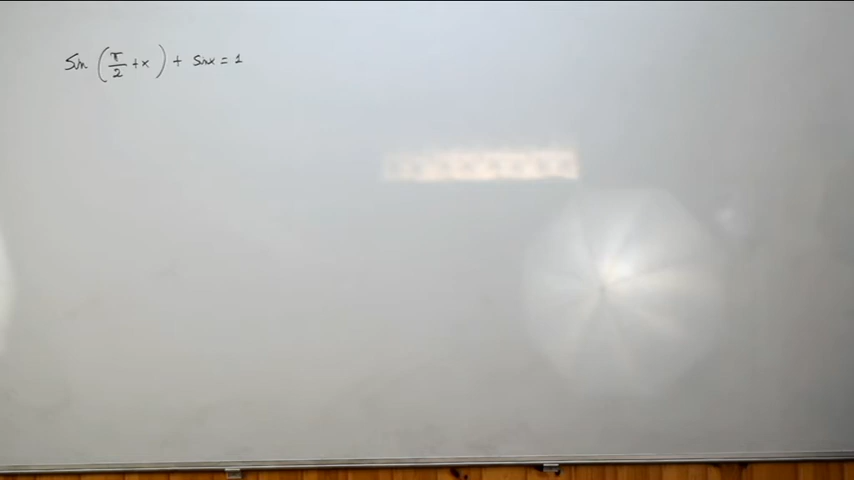 Sin (π/2 + x) + Sinx = 1